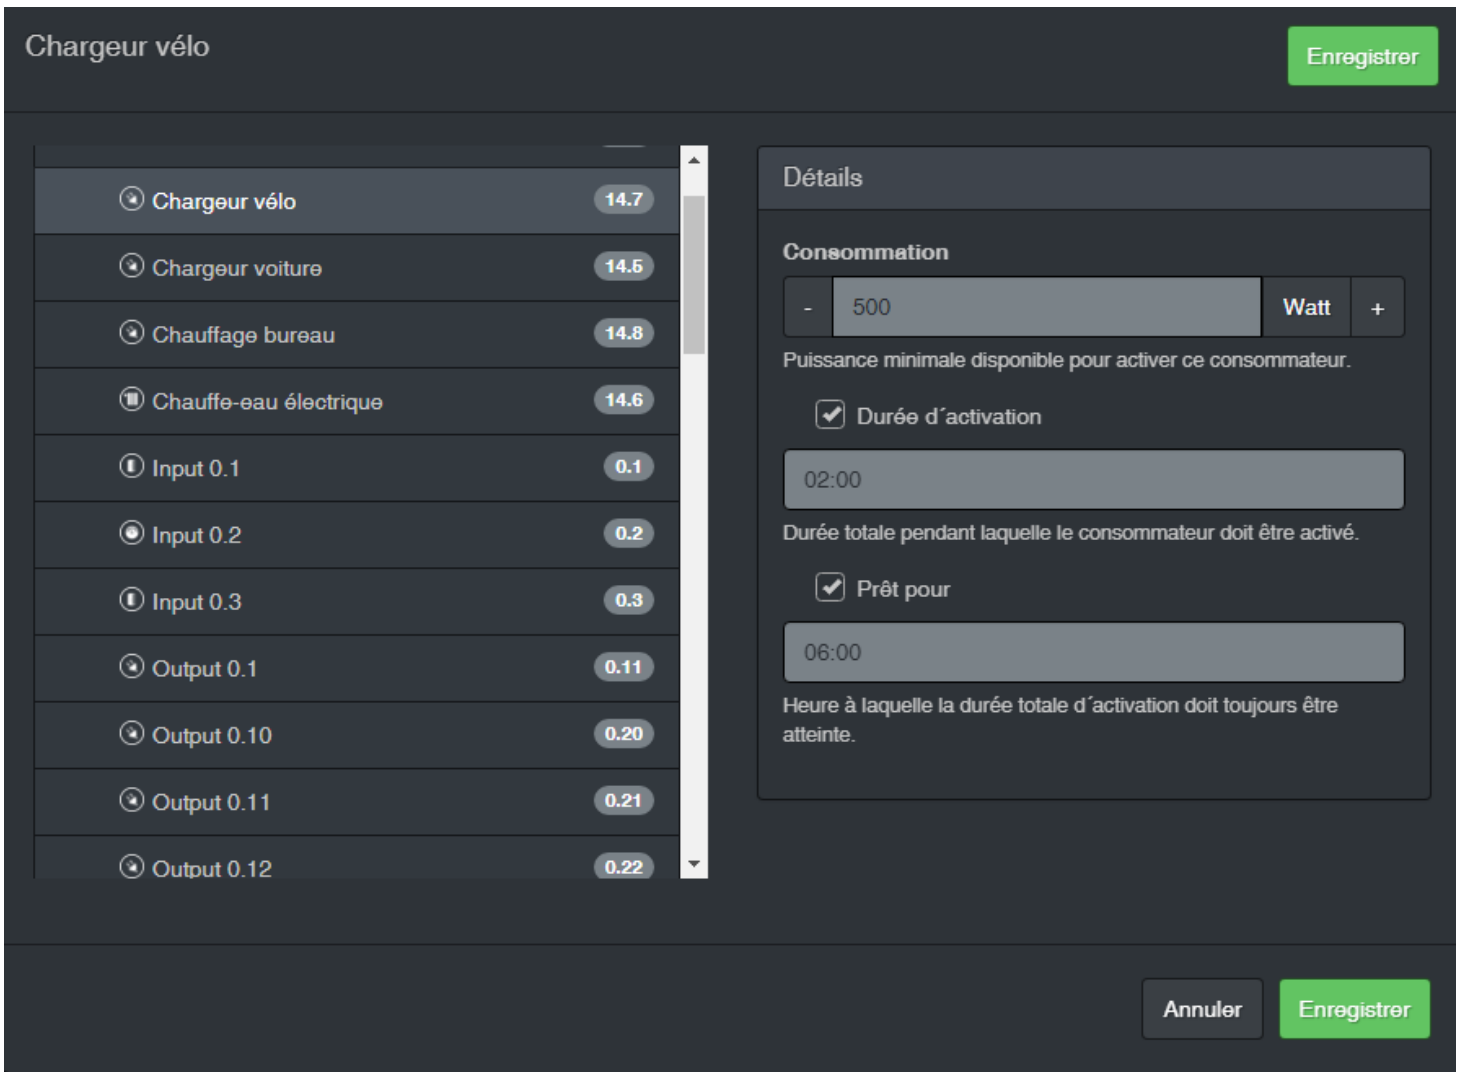 Chargeur vélo
Enregistrer
Chargeur vélo 14.7
Chargeur voiture 14.5
Chauffage bureau 14.8
Chauffe-eau électrique 14.6
Input 0.1 0.1
Input 0.2 0.2
Input 0.3 0.3
Output 0.1 0.11
Output 0.10 0.20
Output 0.11 0.21
Output 0.12 0.22
Détails
Consommation
- 500 Watt +
Puissance minimale disponible pour activer ce consommateur.
Durée d´activation
02:00
Durée totale pendant laquelle le consommateur doit être activé.
Prêt pour
06:00
Heure à laquelle la durée totale d´activation doit toujours être
atteinte.
Annuler
Enregistrer